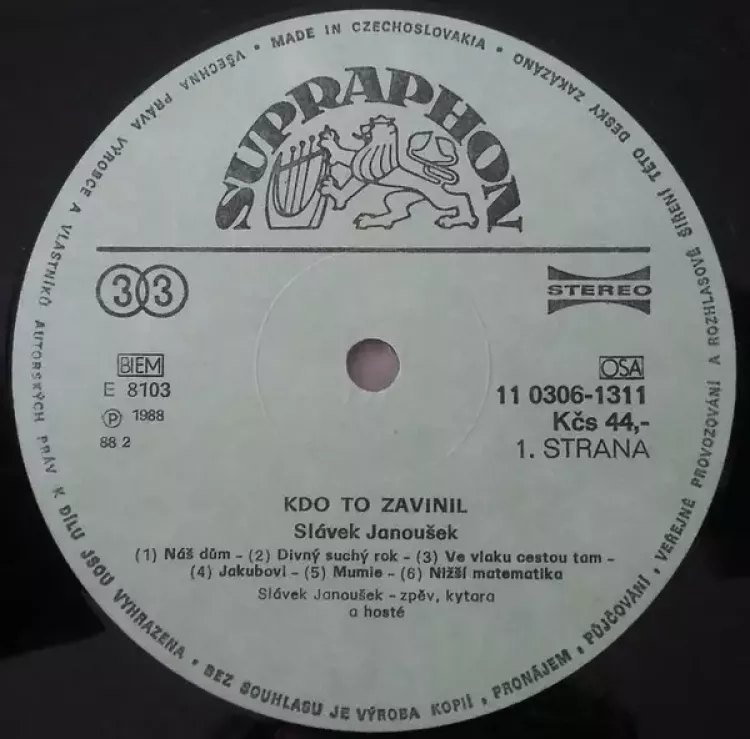 MADE IN CZECHOSLOVAKIA • VŠECHNA PRÁVA VÝROBCE A VLASTNÍKŮ AUTORSKÝCH PRÁV K DÍLU JSOU VYHRAZENA • BEZ SOUHLASU JE VÝROBA KOPIÍ, PRONÁJEM, PŮJČOVÁNÍ, VEŘEJNÉ PROVOZOVÁNÍ A ROZHLASOVÉ ŠÍŘENÍ TÉTO DESKY ZAKÁZÁNO •
SUPRAPHON
33
STEREO
BIEM
OSA
E 8103
11 0306-1311
Ⓟ 1988
Kčs 44,-
88 2
1. STRANA
KDO TO ZAVINIL
Slávek Janoušek
(1) Náš dům – (2) Divný suchý rok – (3) Ve vlaku cestou tam –
(4) Jakubovi – (5) Mumie – (6) Nižší matematika
Slávek Janoušek – zpěv, kytara
a hosté